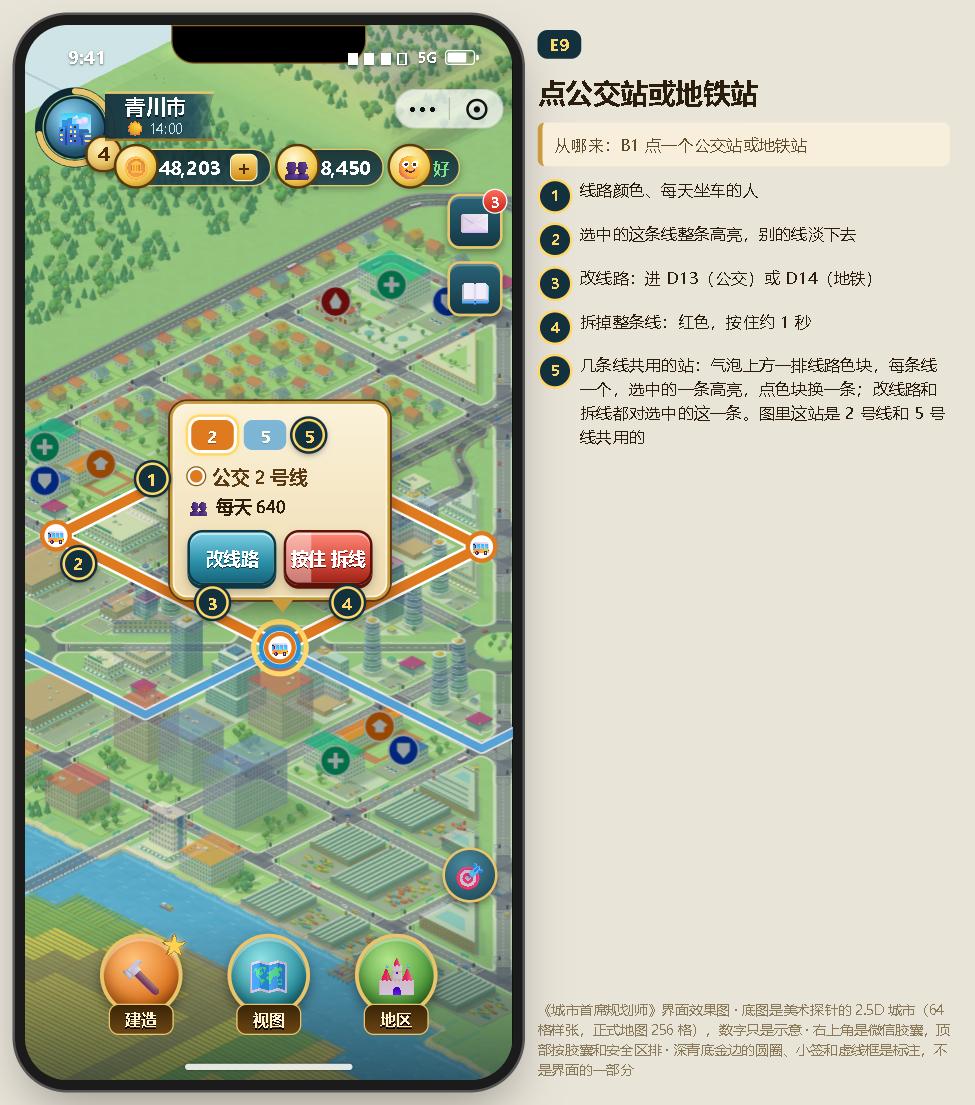 9:41
5G
青川市
14:00
4
48,203
+
8,450
好
3
2
5
5
1
公交 2 号线
每天 640
改线路
按住 拆线
2
3
4
建造
视图
地区
E9
点公交站或地铁站
从哪来：B1 点一个公交站或地铁站
1 线路颜色、每天坐车的人
2 选中的这条线整条高亮，别的线淡下去
3 改线路：进 D13（公交）或 D14（地铁）
4 拆掉整条线：红色，按住约 1 秒
5 几条线共用的站：气泡上方一排线路色块，每条线
一个，选中的一条高亮，点色块换一条；改线路和
拆线都对选中的这一条。图里这站是 2 号线和 5 号
线共用的
《城市首席规划师》界面效果图 · 底图是美术探针的 2.5D 城市（64
格样张，正式地图 256 格），数字只是示意 · 右上角是微信胶囊，顶
部按胶囊和安全区排 · 深青底金边的圆圈、小签和虚线框是标注，不
是界面的一部分